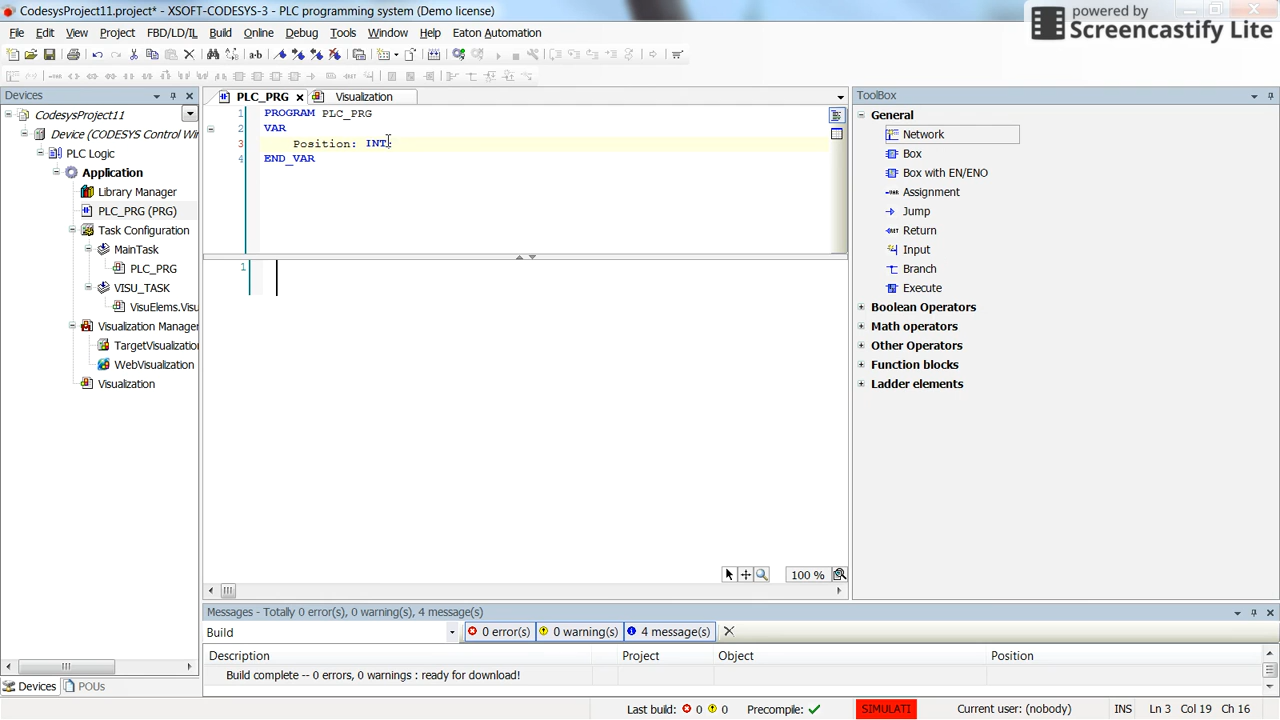 CodesysProject11.project* - XSOFT-CODESYS-3 - PLC programming system (Demo license)
powered by
Screencastify Lite
File Edit View Project FBD/LD/IL Build Online Debug Tools Window Help Eaton Automation
Devices
PLC_PRG Visualization
ToolBox
CodesysProject11
Device (CODESYS Control Win
PLC Logic
Application
Library Manager
PLC_PRG (PRG)
Task Configuration
MainTask
PLC_PRG
VISU_TASK
VisuElems.Visu
Visualization Manager
TargetVisualization
WebVisualization
Visualization
1 PROGRAM PLC_PRG
2 VAR
3 Position: INT;
4 END_VAR
1
General
Network
Box
Box with EN/ENO
Assignment
Jump
Return
Input
Branch
Execute
Boolean Operators
Math operators
Other Operators
Function blocks
Ladder elements
100 %
Messages - Totally 0 error(s), 0 warning(s), 4 message(s)
Build 0 error(s) 0 warning(s) 4 message(s)
Description Project Object Position
Build complete -- 0 errors, 0 warnings : ready for download!
Devices POUs
Last build: 0 0 Precompile: SIMULATI Current user: (nobody) INS Ln 3 Col 19 Ch 16